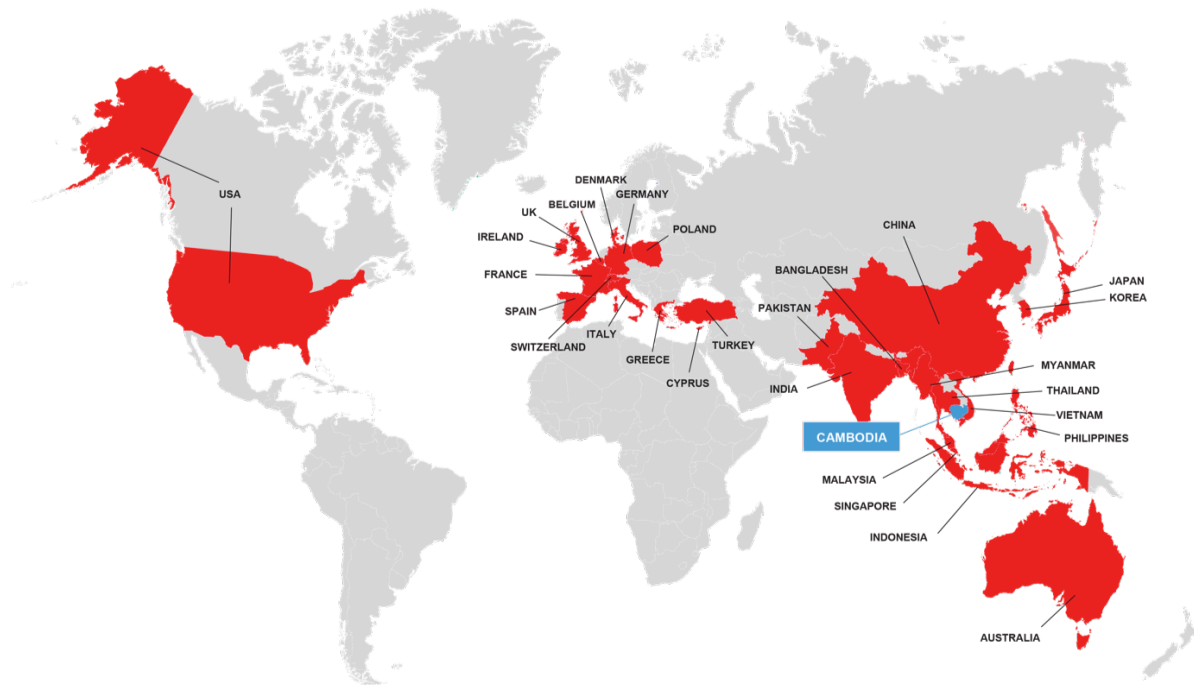 DENMARK
USA
GERMANY
BELGIUM
UK
CHINA
POLAND
IRELAND
BANGLADESH
FRANCE
JAPAN
KOREA
PAKISTAN
SPAIN
ITALY
TURKEY
SWITZERLAND
GREECE
MYANMAR
CYPRUS
INDIA
THAILAND
VIETNAM
CAMBODIA
PHILIPPINES
MALAYSIA
SINGAPORE
INDONESIA
AUSTRALIA